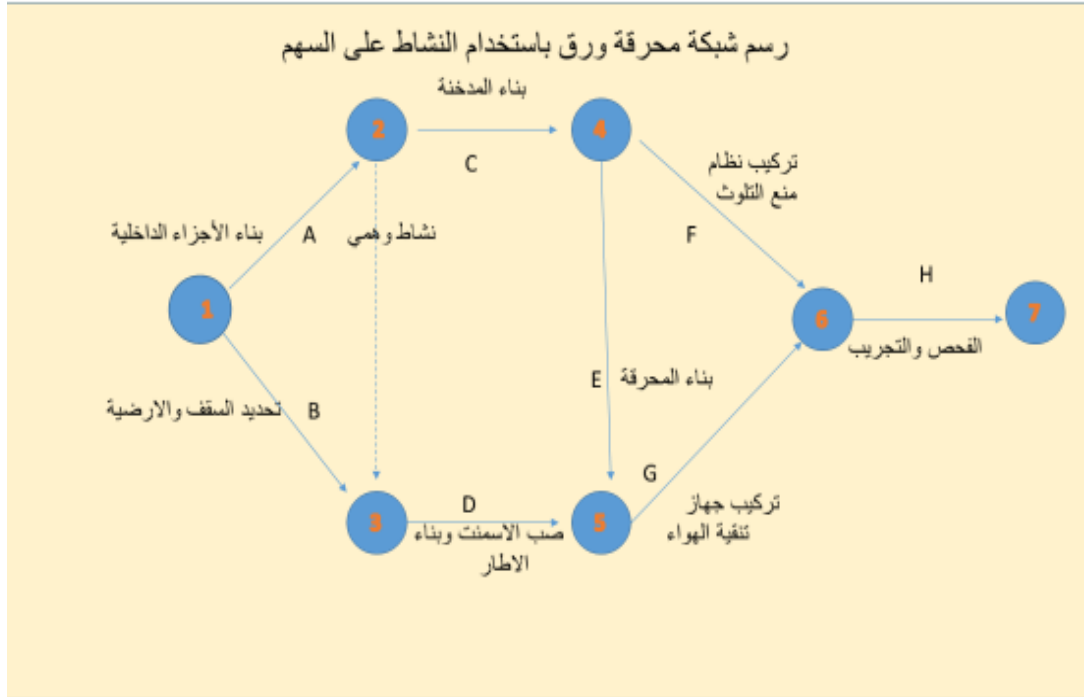 رسم شبكة محرقة ورق باستخدام النشاط على السهم
بناء المدخنة
2
4
C
تركيب نظام
منع التلوث
بناء الأجزاء الداخلية
A
نشاط وهمي
F
H
1
6
7
الفحص والتجريب
E
بناء المحرقة
تحديد السقف والارضية
B
G
D
تركيب جهاز
تنقية الهواء
3
5
صب الاسمنت وبناء
الاطار